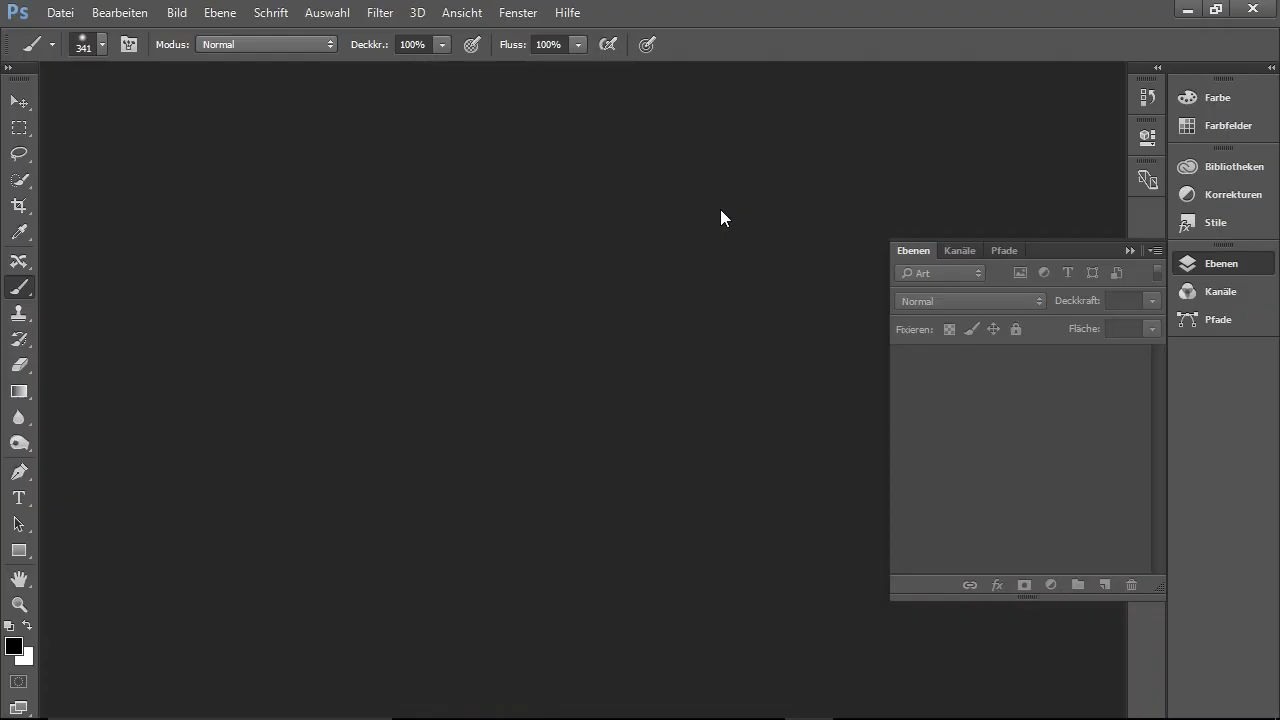 Ps Datei Bearbeiten Bild Ebene Schrift Auswahl Filter 3D Ansicht Fenster Hilfe
341 Modus: Normal Deckkr.: 100% Fluss: 100%
Farbe
Farbfelder
Bibliotheken
Korrekturen
Stile
Ebenen
Kanäle
Pfade
Ebenen Kanäle Pfade
Art
Normal Deckkraft:
Fixieren: Fläche:
fx